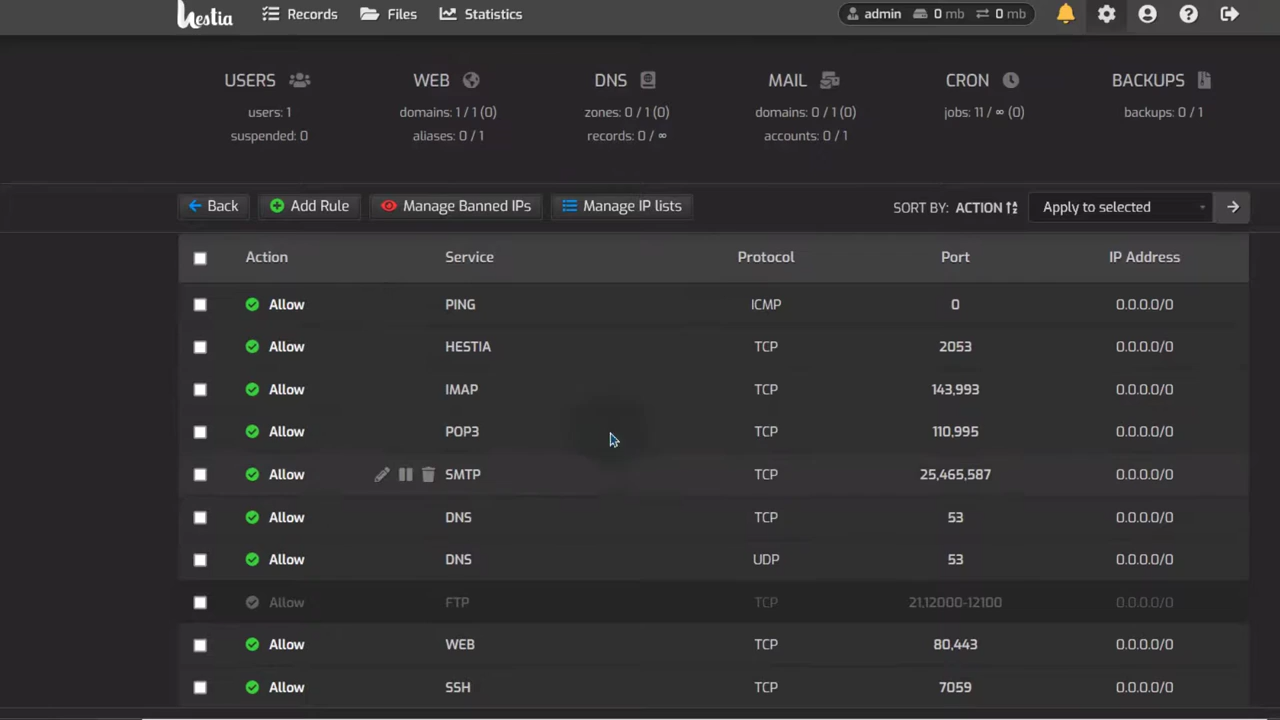 Hestia Records Files Statistics admin 0 mb 0 mb
USERS WEB DNS MAIL CRON BACKUPS
users: 1 domains: 1 / 1 (0) zones: 0 / 1 (0) domains: 0 / 1 (0) jobs: 11 / ∞ (0) backups: 0 / 1
suspended: 0 aliases: 0 / 1 records: 0 / ∞ accounts: 0 / 1
Back Add Rule Manage Banned IPs Manage IP lists SORT BY: ACTION Apply to selected
Action Service Protocol Port IP Address
Allow PING ICMP 0 0.0.0.0/0
Allow HESTIA TCP 2053 0.0.0.0/0
Allow IMAP TCP 143,993 0.0.0.0/0
Allow POP3 TCP 110,995 0.0.0.0/0
Allow SMTP TCP 25,465,587 0.0.0.0/0
Allow DNS TCP 53 0.0.0.0/0
Allow DNS UDP 53 0.0.0.0/0
Allow FTP TCP 21,12000-12100 0.0.0.0/0
Allow WEB TCP 80,443 0.0.0.0/0
Allow SSH TCP 7059 0.0.0.0/0